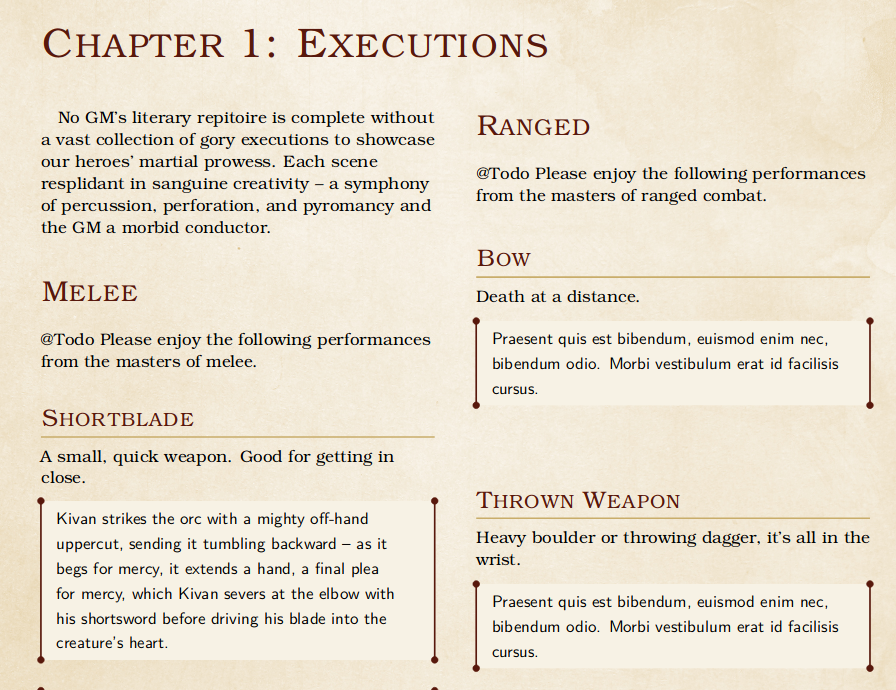 Chapter 1: Executions
No GM's literary repitoire is complete without
a vast collection of gory executions to showcase
our heroes' martial prowess. Each scene
resplidant in sanguine creativity – a symphony
of percussion, perforation, and pyromancy and
the GM a morbid conductor.
Melee
@Todo Please enjoy the following performances
from the masters of melee.
Shortblade
A small, quick weapon. Good for getting in
close.
Kivan strikes the orc with a mighty off-hand
uppercut, sending it tumbling backward – as it
begs for mercy, it extends a hand, a final plea
for mercy, which Kivan severs at the elbow with
his shortsword before driving his blade into the
creature's heart.
Ranged
@Todo Please enjoy the following performances
from the masters of ranged combat.
Bow
Death at a distance.
Praesent quis est bibendum, euismod enim nec,
bibendum odio. Morbi vestibulum erat id facilisis
cursus.
Thrown Weapon
Heavy boulder or throwing dagger, it's all in the
wrist.
Praesent quis est bibendum, euismod enim nec,
bibendum odio. Morbi vestibulum erat id facilisis
cursus.